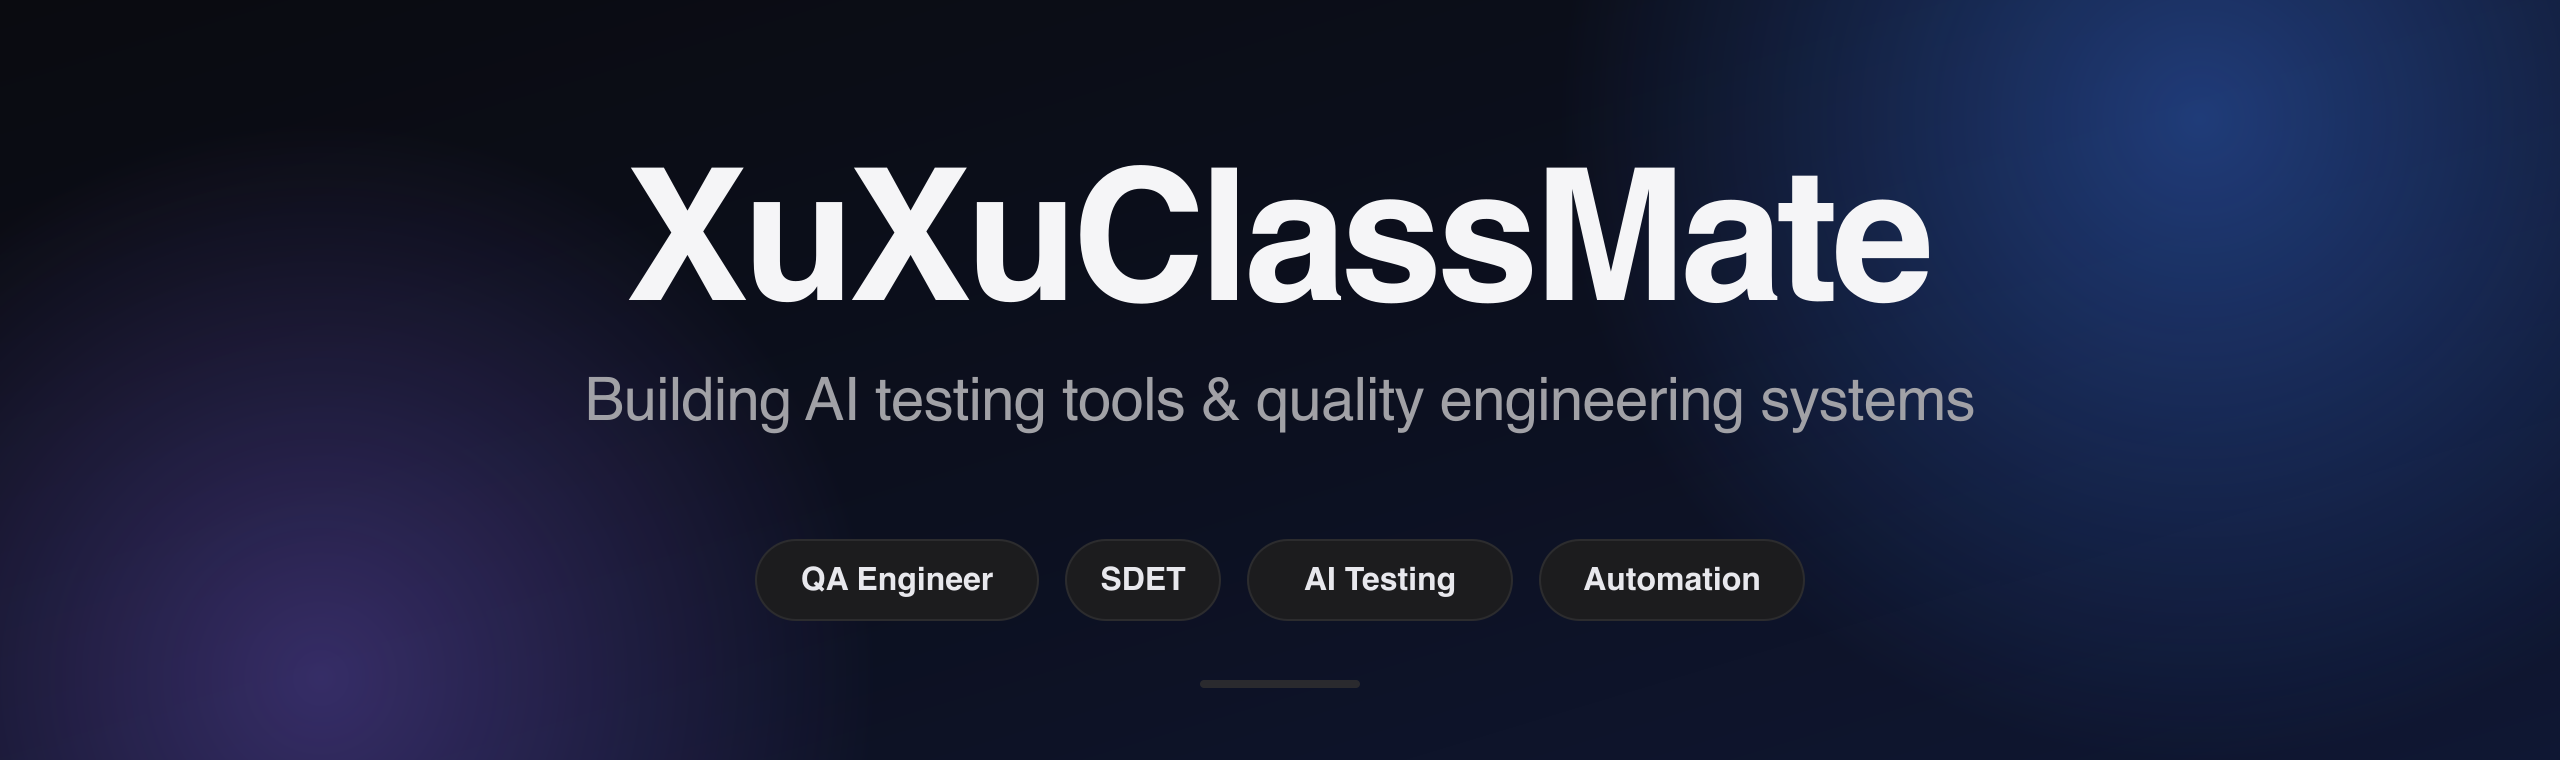 XuXuClassMate
Building AI testing tools & quality engineering systems
QA Engineer SDET AI Testing Automation